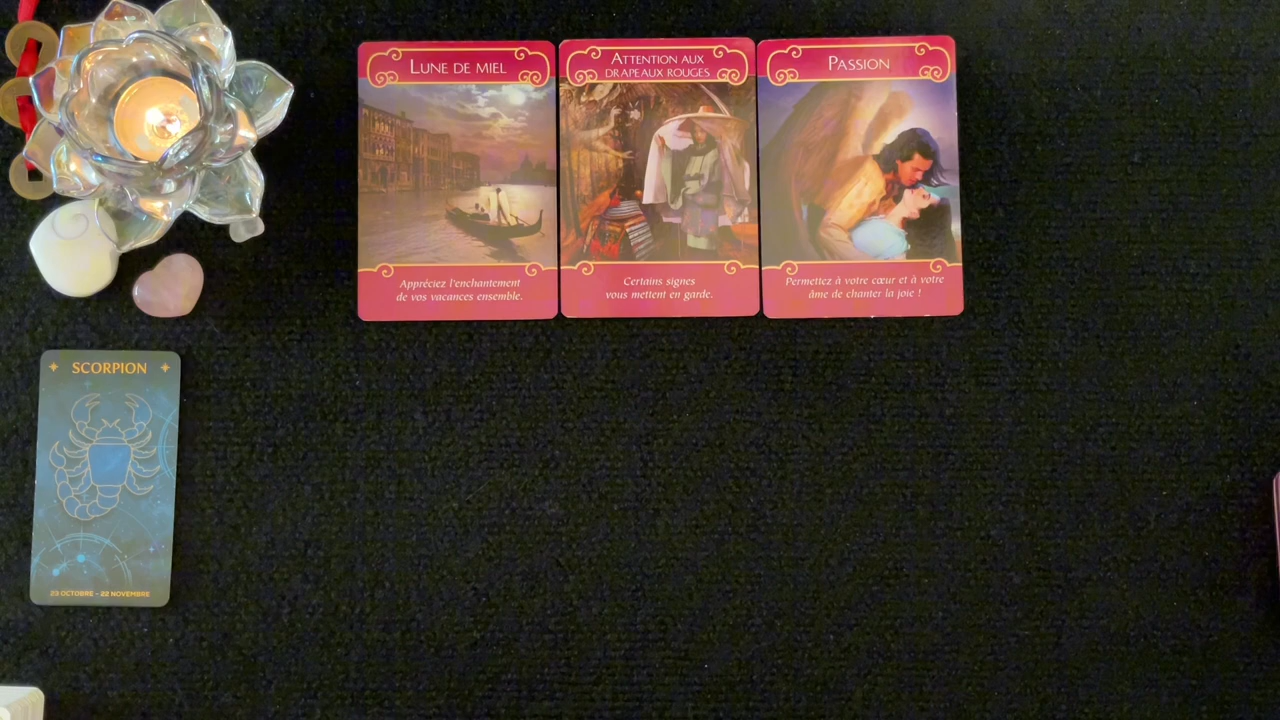 LUNE DE MIEL
Appréciez l'enchantement
de vos vacances ensemble.
ATTENTION AUX
DRAPEAUX ROUGES
Certains signes
vous mettent en garde.
PASSION
Permettez à votre cœur et à votre
âme de chanter la joie !
SCORPION
23 OCTOBRE - 22 NOVEMBRE